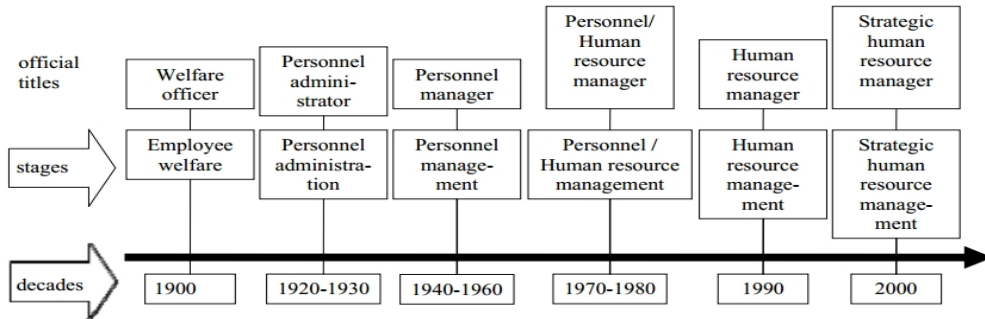 official
titles
Welfare
officer
Personnel
admini-
strator
Personnel
manager
Personnel/
Human
resource
manager
Human
resource
manager
Strategic
human
resource
manager
stages
Employee
welfare
Personnel
administra-
tion
Personnel
manage-
ment
Personnel /
Human resource
management
Human
resource
manage-
ment
Strategic
human
resource
manage-
ment
decades
1900
1920-1930
1940-1960
1970-1980
1990
2000